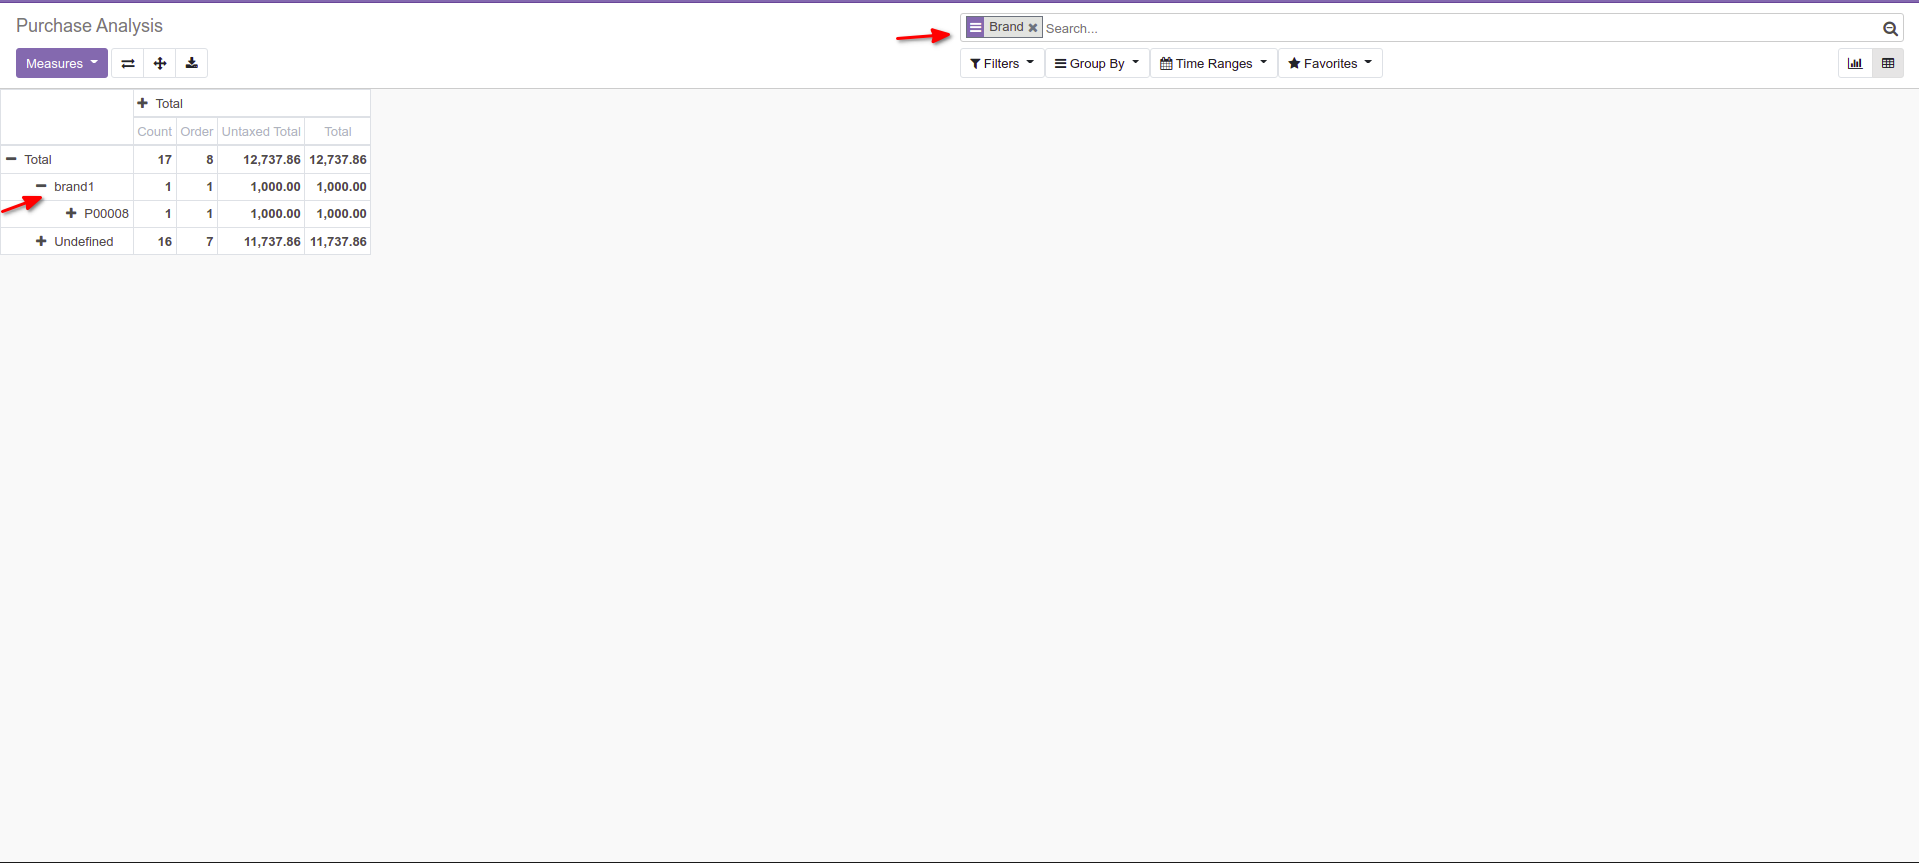 Purchase Analysis
Brand Search...
Measures
Filters Group By Time Ranges Favorites
Total
Count Order Untaxed Total Total
Total 17 8 12,737.86 12,737.86
brand1 1 1 1,000.00 1,000.00
P00008 1 1 1,000.00 1,000.00
Undefined 16 7 11,737.86 11,737.86